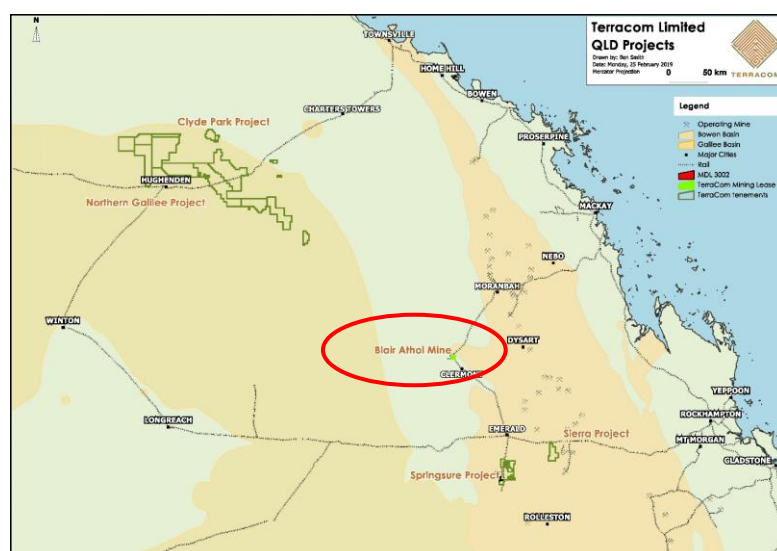 N
Terracom Limited
QLD Projects
Drawn by: Ben Smith
Date: Monday, 25 February 2019
Mercator Projection
0 50 km
TERRACOM
Legend
Operating Mine
Bowen Basin
Galilee Basin
Major Cities
Rail
MDL 3002
TerraCom Mining Lease
TerraCom tenements
TOWNSVILLE
HOME HILL
BOWEN
CHARTERS TOWERS
Clyde Park Project
PROSERPINE
HUGHENDEN
Northern Galilee Project
MACKAY
NEBO
MORANBAH
WINTON
DYSART
Blair Athol Mine
CLERMONT
YEPPOON
LONGREACH
ROCKHAMPTON
EMERALD
Sierra Project
MT MORGAN
GLADSTONE
Springsure Project
ROLLESTON